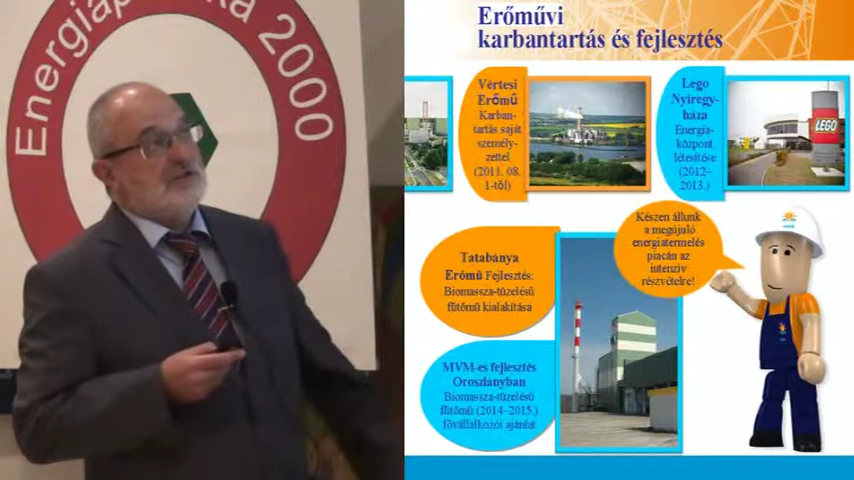 Energiapolitika 2000
Erőművi
karbantartás és fejlesztés
Vértesi
Erőmű
Karban-
tartás saját
személy-
zettel
(2011. 08.
1-től)
Lego
Nyíregy-
háza
Energia-
központ
létesítése
(2012–
2013.)
LEGO
Készen állunk
a megújuló
energiatermelés
piacán az
intenzív
részvételre!
Tatabánya
Erőmű Fejlesztés:
Biomassza-tüzelésű
fűtőmű kialakítása
MVM-es fejlesztés
Oroszlányban
Biomassza-tüzelésű
fűtőmű (2014–2015.)
fővállalkozói ajánlat